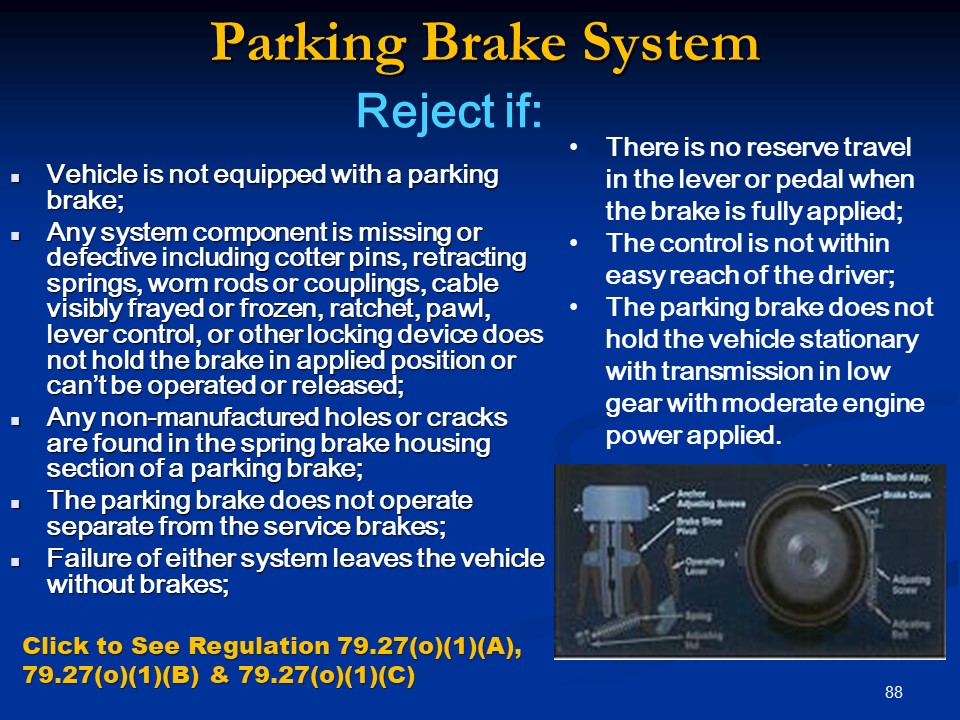 Parking Brake System
Reject if:
Vehicle is not equipped with a parking
brake;
Any system component is missing or
defective including cotter pins, retracting
springs, worn rods or couplings, cable
visibly frayed or frozen, ratchet, pawl,
lever control, or other locking device does
not hold the brake in applied position or
can’t be operated or released;
Any non-manufactured holes or cracks
are found in the spring brake housing
section of a parking brake;
The parking brake does not operate
separate from the service brakes;
Failure of either system leaves the vehicle
without brakes;
Click to See Regulation 79.27(o)(1)(A),
79.27(o)(1)(B) & 79.27(o)(1)(C)
• There is no reserve travel
in the lever or pedal when
the brake is fully applied;
• The control is not within
easy reach of the driver;
• The parking brake does not
hold the vehicle stationary
with transmission in low
gear with moderate engine
power applied.
Anchor
Adjusting Screws
Brake Shoe
Pivot
Operating
Lever
Spring
Adjusting
Brake Band Assy.
Brake Drum
Adjusting
Screw
Adjusting
88